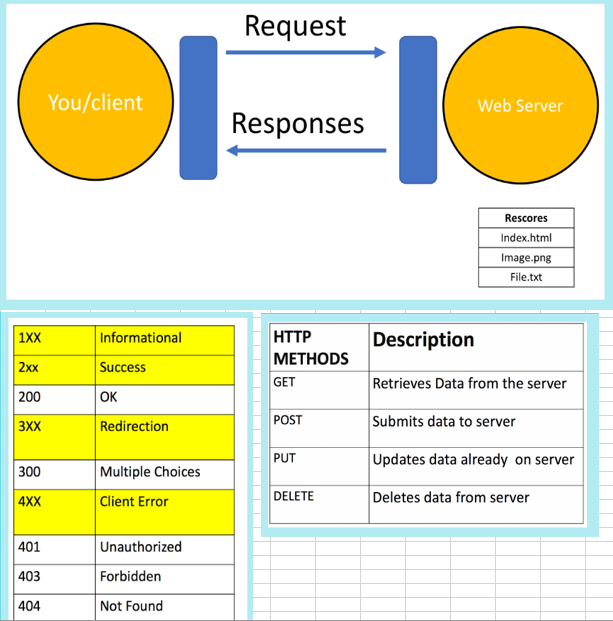 Request
You/client
Web Server
Responses
Rescores
Index.html
Image.png
File.txt
1XX Informational
2xx Success
200 OK
3XX Redirection
300 Multiple Choices
4XX Client Error
401 Unauthorized
403 Forbidden
404 Not Found
HTTP
METHODS
Description
GET Retrieves Data from the server
POST Submits data to server
PUT Updates data already on server
DELETE Deletes data from server